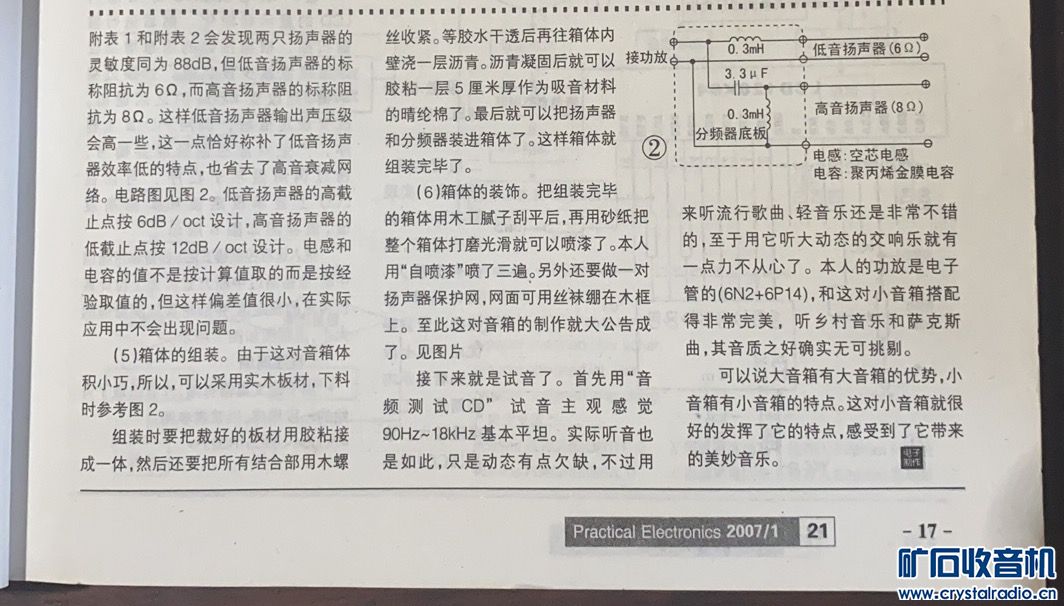 附表1和附表2会发现两只扬声器的
灵敏度同为88dB,但低音扬声器的标
称阻抗为6Ω,而高音扬声器的标称阻
抗为8Ω。这样低音扬声器输出声压级
会高一些,这一点恰好祢补了低音扬声
器效率低的特点,也省去了高音衰减网
络。电路图见图2。低音扬声器的高截
止点按6dB/oct设计,高音扬声器的
低截止点按12dB/oct设计。电感和
电容的值不是按计算值取的而是按经
验取值的,但这样偏差值很小,在实际
应用中不会出现问题。
(5)箱体的组装。由于这对音箱体
积小巧,所以,可以采用实木板材,下料
时参考图2。
组装时要把裁好的板材用胶粘接
成一体,然后还要把所有结合部用木螺
丝收紧。等胶水干透后再往箱体内
壁浇一层沥青。沥青凝固后就可以
胶粘一层5厘米厚作为吸音材料
的晴纶棉了。最后就可以把扬声器
和分频器装进箱体了。这样箱体就
组装完毕了。
(6)箱体的装饰。把组装完毕
的箱体用木工腻子刮平后,再用砂纸把
整个箱体打磨光滑就可以喷漆了。本人
用“自喷漆”喷了三遍。另外还要做一对
扬声器保护网,网面可用丝袜绷在木框
上。至此这对音箱的制作就大公告成
了。见图片
接下来就是试音了。首先用“音
频测试CD”试音主观感觉
90Hz~18kHz基本平坦。实际听音也
是如此,只是动态有点欠缺,不过用
接功放
0.3mH
低音扬声器(6Ω)
3.3μF
高音扬声器(8Ω)
0.3mH
分频器底板
②
电感:空芯电感
电容:聚丙烯金膜电容
来听流行歌曲、轻音乐还是非常不错
的,至于用它听大动态的交响乐就有
一点力不从心了。本人的功放是电子
管的(6N2+6P14),和这对小音箱搭配
得非常完美,听乡村音乐和萨克斯
曲,其音质之好确实无可挑剔。
可以说大音箱有大音箱的优势,小
音箱有小音箱的特点。这对小音箱就很
好的发挥了它的特点,感受到了它带来
的美妙音乐。
电子
制作
Practical Electronics 2007/1 21
-17-
矿石收音机
www.crystalradio.cn